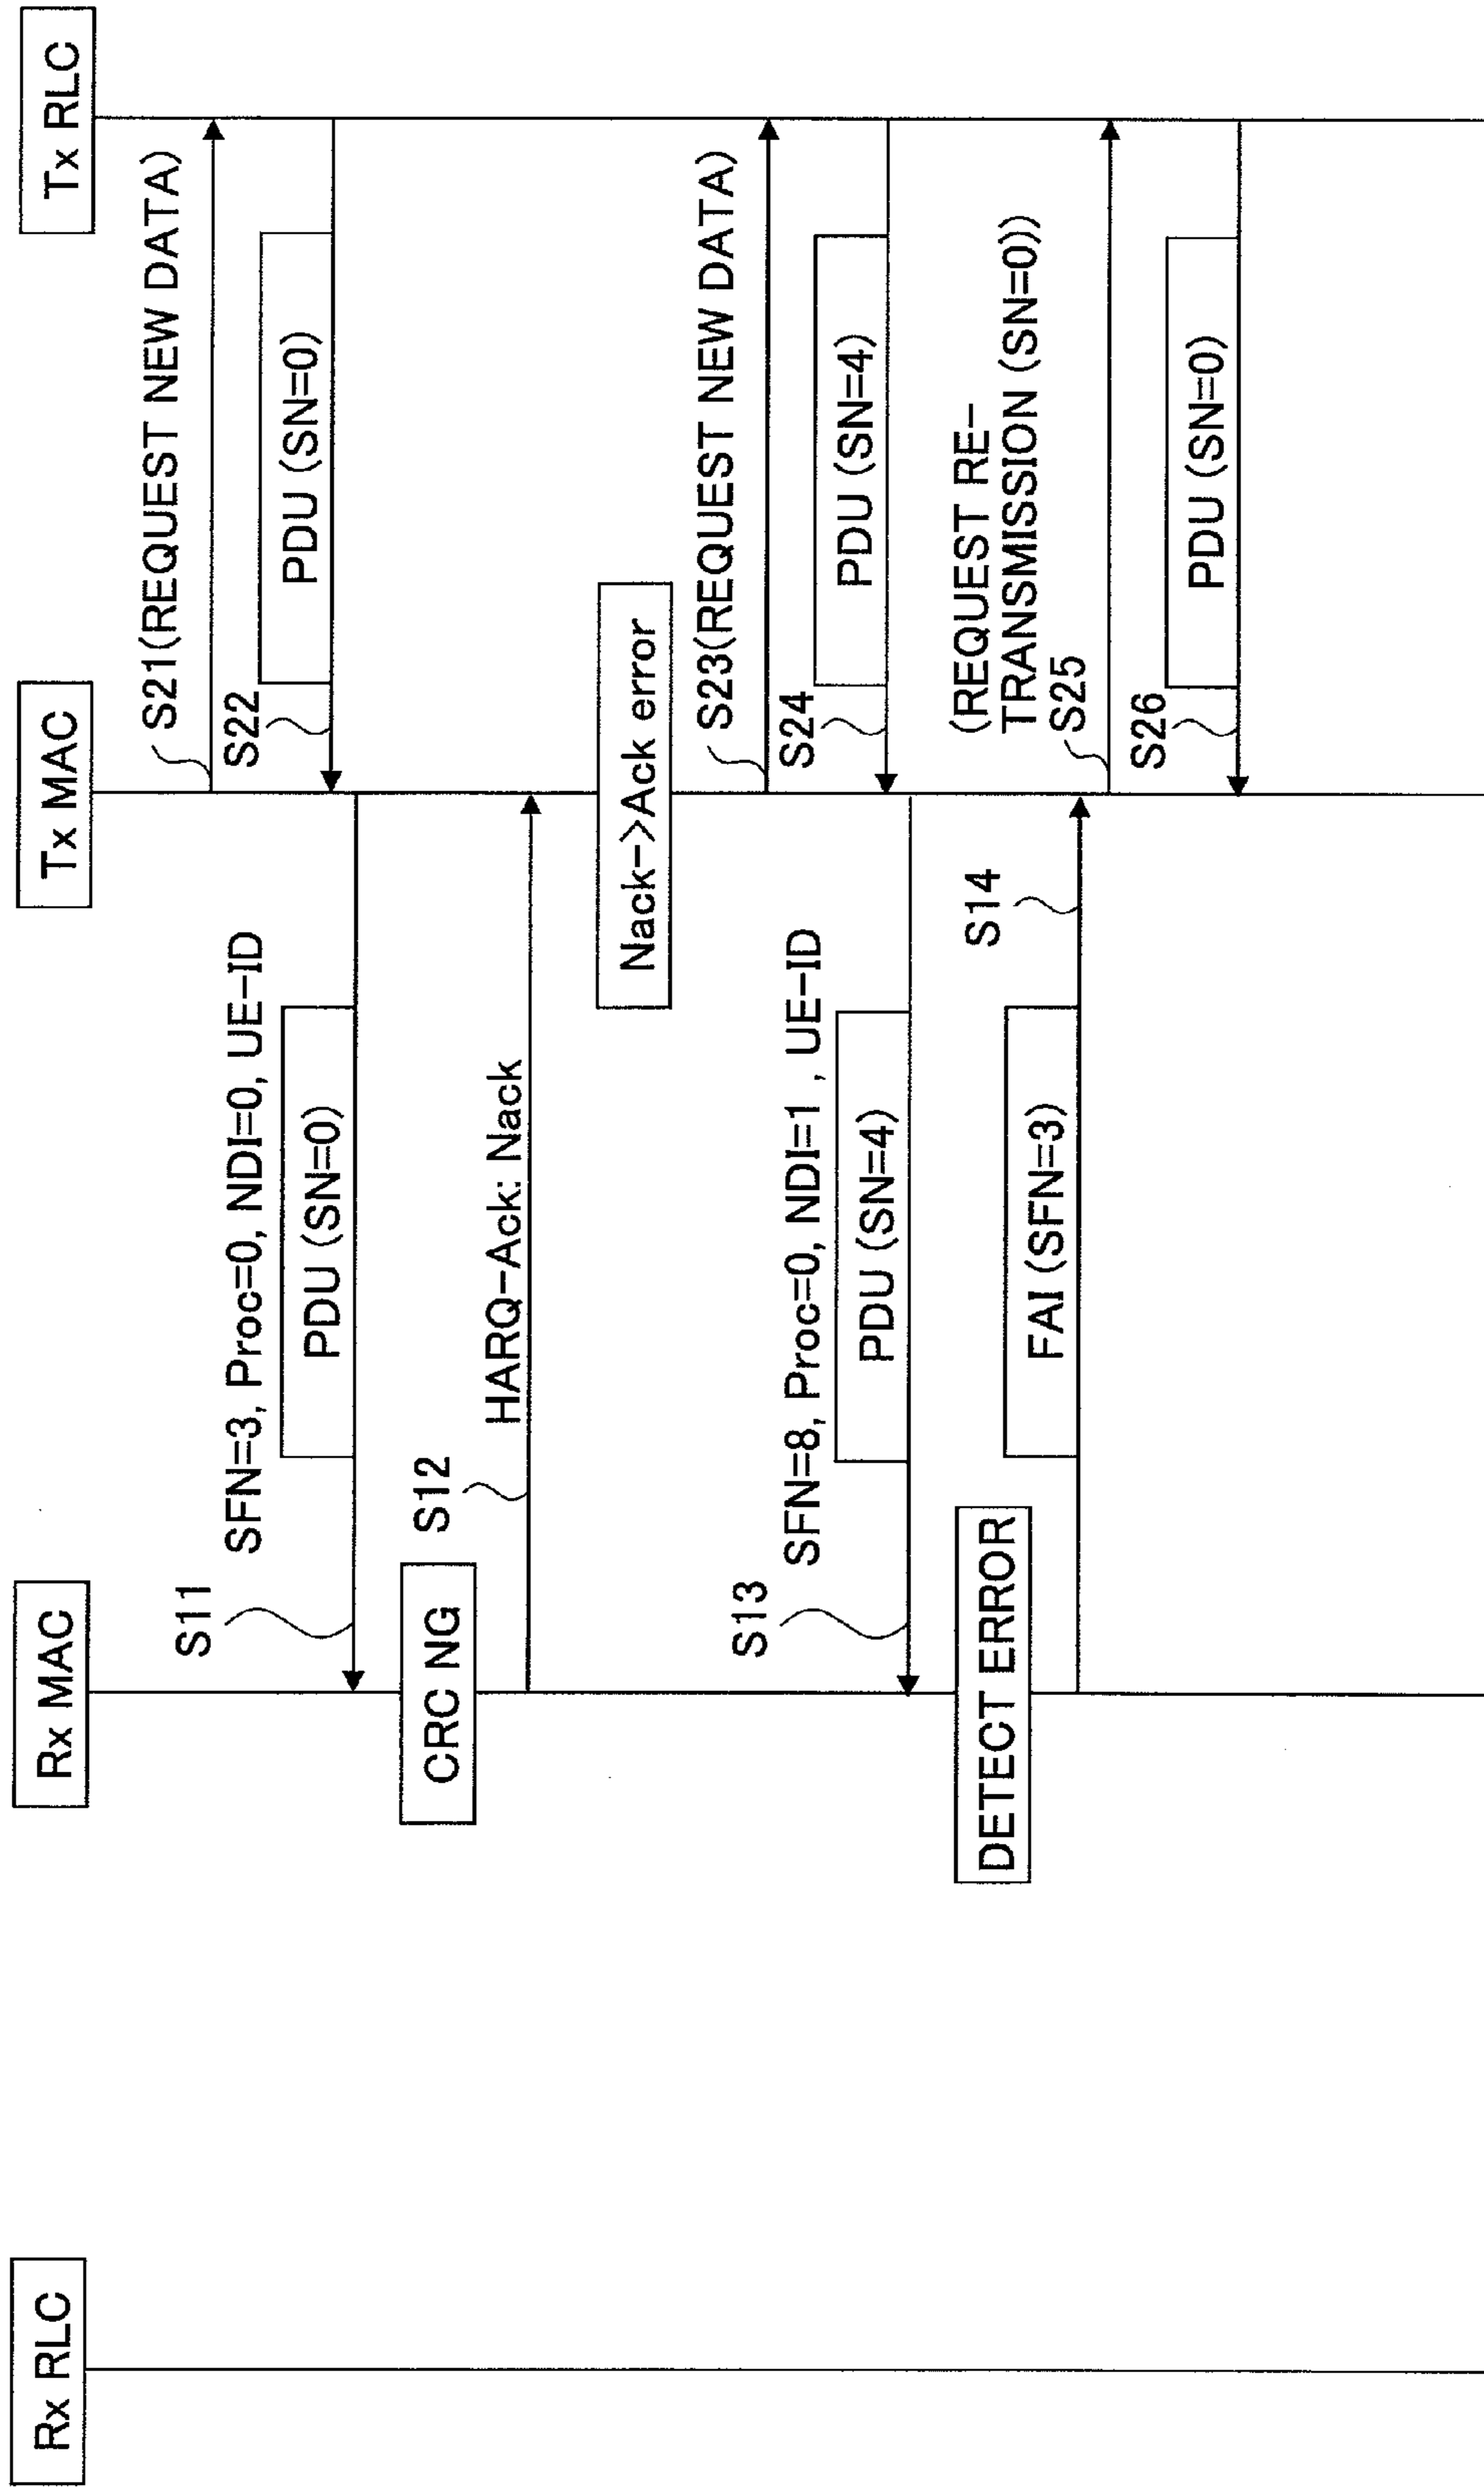 Rx RLC
Rx MAC
Tx MAC
Tx RLC
S21(REQUEST NEW DATA)
S22
PDU (SN=0)
S11
SFN=3, Proc=0, NDI=0, UE-ID
PDU (SN=0)
CRC NG
S12
HARQ-Ack: Nack
Nack->Ack error
S23(REQUEST NEW DATA)
S24
PDU (SN=4)
S13
SFN=8, Proc=0, NDI=1 , UE-ID
PDU (SN=4)
DETECT ERROR
FAI (SFN=3)
S14
(REQUEST RE-
TRANSMISSION (SN=0))
S25
S26
PDU (SN=0)